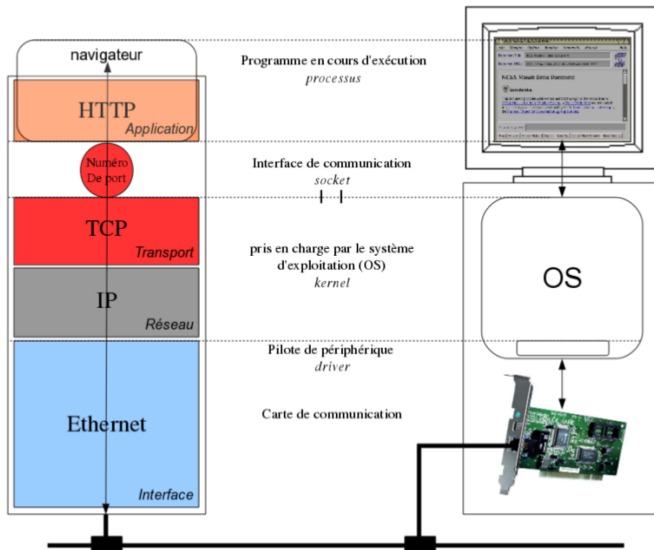 navigateur
HTTP
Application
Numéro
De port
TCP
Transport
IP
Réseau
Ethernet
Interface
Programme en cours d'exécution
processus
Interface de communication
socket
pris en charge par le système
d'exploitation (OS)
kernel
Pilote de périphérique
driver
Carte de communication
OS